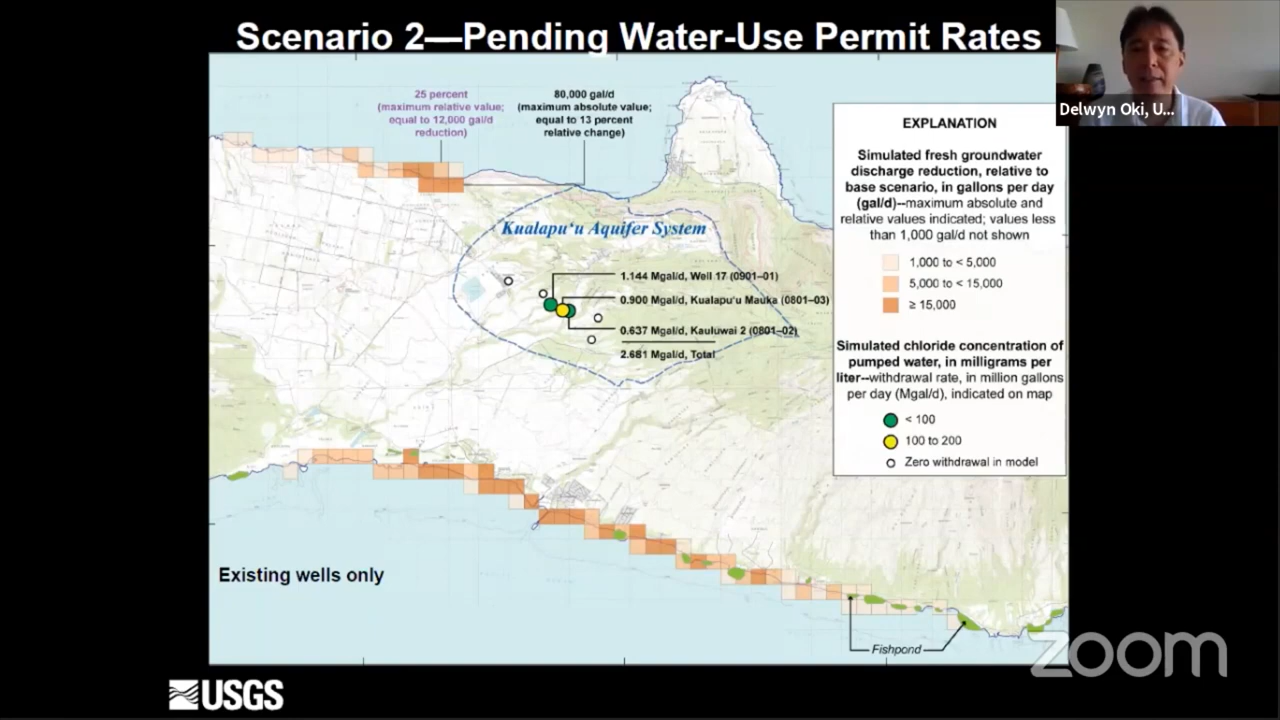 Scenario 2—Pending Water-Use Permit Rates
Delwyn Oki, U...
25 percent
(maximum relative value;
equal to 12,000 gal/d
reduction)
80,000 gal/d
(maximum absolute value;
equal to 13 percent
relative change)
Kualapu‘u Aquifer System
1.144 Mgal/d, Well 17 (0901–01)
0.900 Mgal/d, Kualapu‘u Mauka (0801–03)
0.637 Mgal/d, Kauluwai 2 (0801–02)
2.681 Mgal/d, Total
EXPLANATION
Simulated fresh groundwater
discharge reduction, relative to
base scenario, in gallons per day
(gal/d)--maximum absolute and
relative values indicated; values less
than 1,000 gal/d not shown
1,000 to < 5,000
5,000 to < 15,000
≥ 15,000
Simulated chloride concentration of
pumped water, in milligrams per
liter--withdrawal rate, in million gallons
per day (Mgal/d), indicated on map
< 100
100 to 200
Zero withdrawal in model
Existing wells only
Fishpond
zoom
USGS